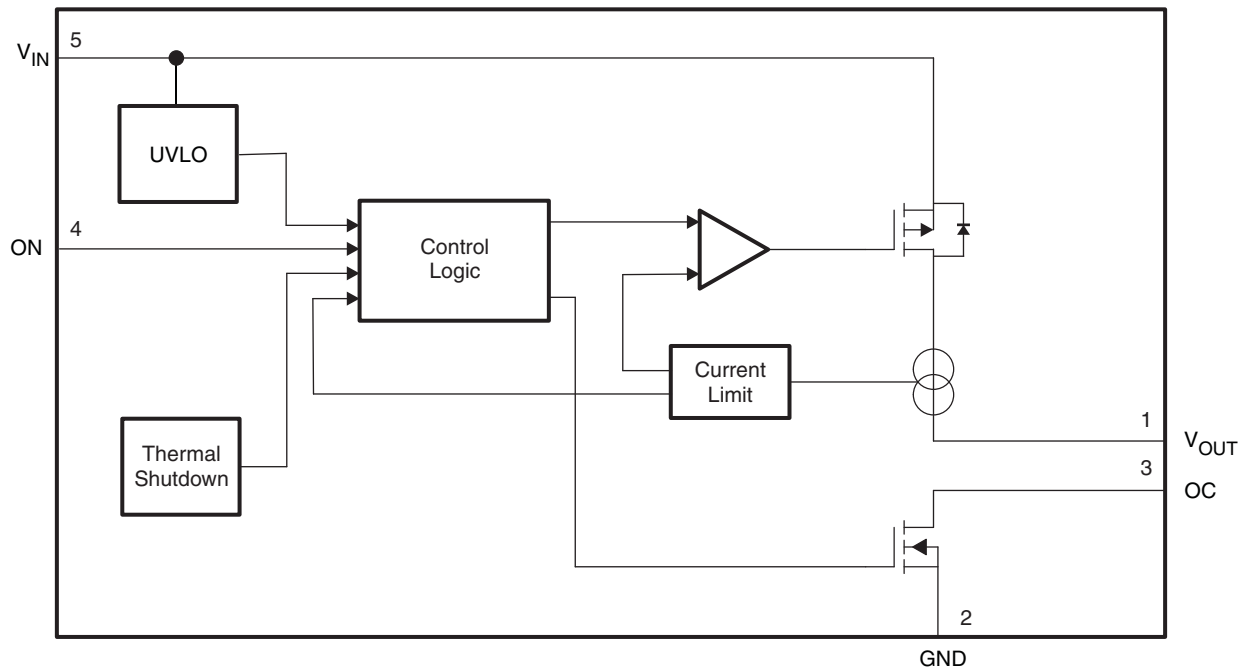 5
V_IN
UVLO
4
ON
Control
Logic
Current
Limit
1
V_OUT
Thermal
Shutdown
3
OC
2
GND